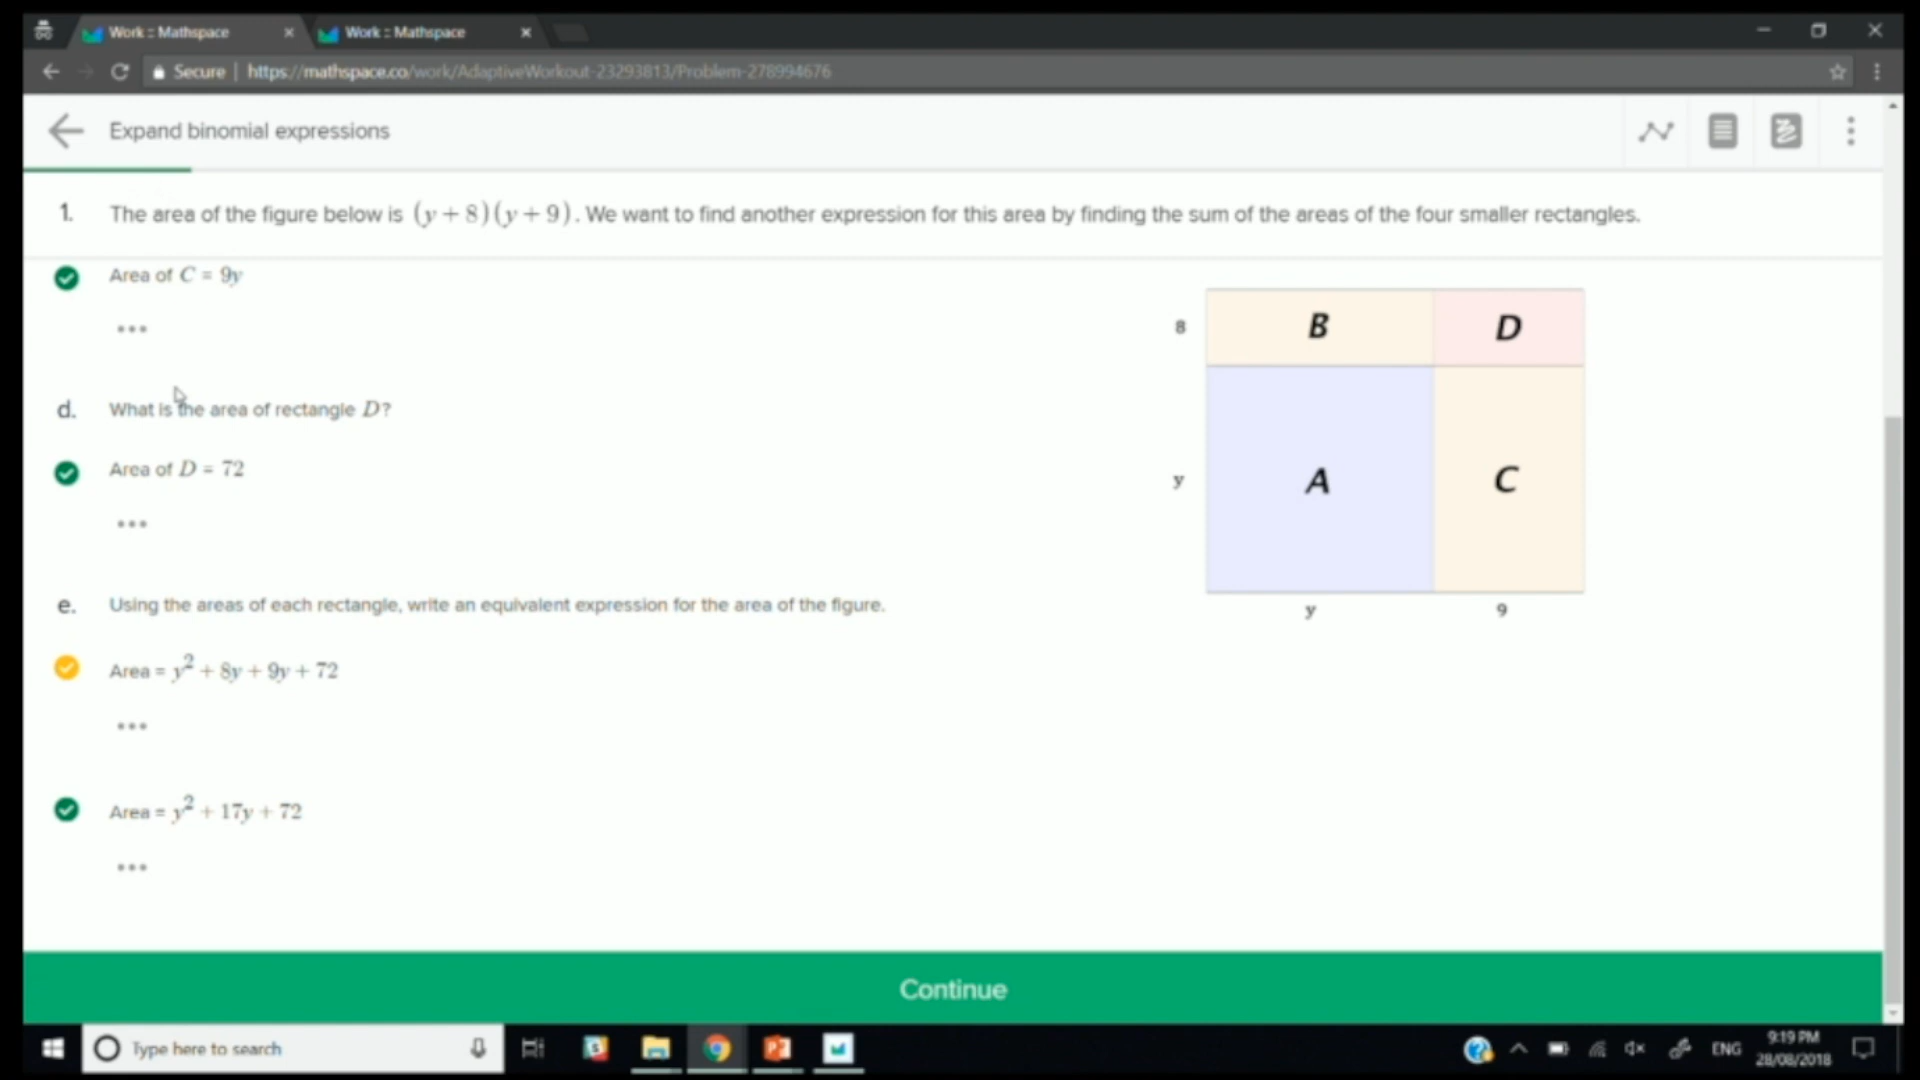 Work :: Mathspace
Work :: Mathspace
Secure | https://mathspace.co/work/AdaptiveWorkout-23293813/Problem-278994676
Expand binomial expressions
1. The area of the figure below is (y + 8)(y + 9). We want to find another expression for this area by finding the sum of the areas of the four smaller rectangles.
Area of C = 9y
d. What is the area of rectangle D?
Area of D = 72
e. Using the areas of each rectangle, write an equivalent expression for the area of the figure.
Area = y² + 8y + 9y + 72
Area = y² + 17y + 72
8 B D
y A C
y 9
Continue
Type here to search
ENG
9:19 PM
28/08/2018